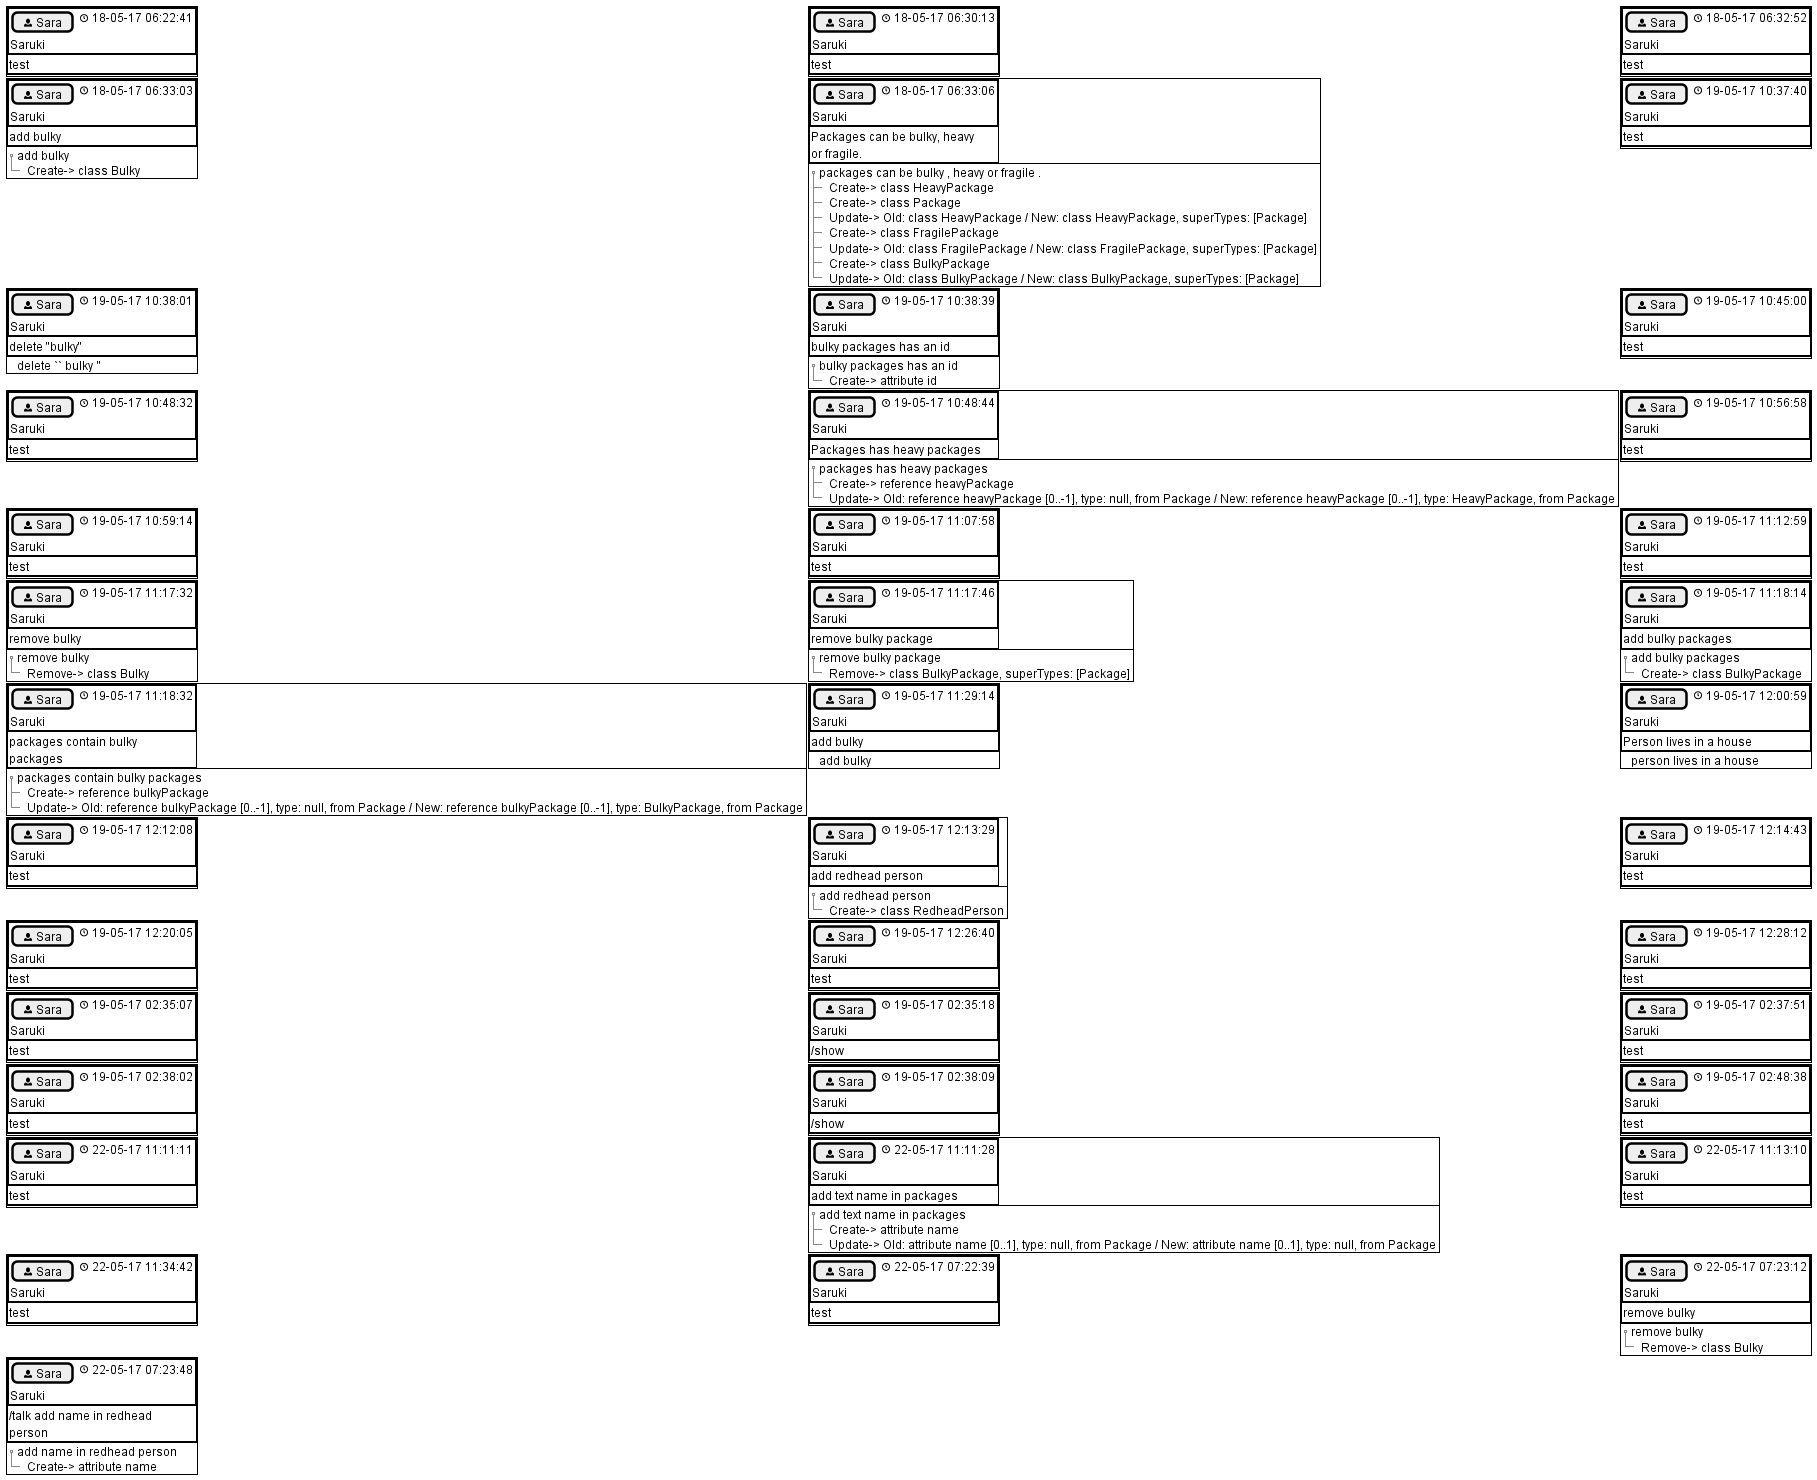 Sara 18-05-17 06:22:41
Saruki
test
Sara 18-05-17 06:30:13
Saruki
test
Sara 18-05-17 06:32:52
Saruki
test
Sara 18-05-17 06:33:03
Saruki
add bulky
add bulky
Create-> class Bulky
Sara 18-05-17 06:33:06
Saruki
Packages can be bulky, heavy
or fragile.
packages can be bulky , heavy or fragile .
Create-> class HeavyPackage
Create-> class Package
Update-> Old: class HeavyPackage / New: class HeavyPackage, superTypes: [Package]
Create-> class FragilePackage
Update-> Old: class FragilePackage / New: class FragilePackage, superTypes: [Package]
Create-> class BulkyPackage
Update-> Old: class BulkyPackage / New: class BulkyPackage, superTypes: [Package]
Sara 19-05-17 10:37:40
Saruki
test
Sara 19-05-17 10:38:01
Saruki
delete "bulky"
delete `` bulky ''
Sara 19-05-17 10:38:39
Saruki
bulky packages has an id
bulky packages has an id
Create-> attribute id
Sara 19-05-17 10:45:00
Saruki
test
Sara 19-05-17 10:48:32
Saruki
test
Sara 19-05-17 10:48:44
Saruki
Packages has heavy packages
packages has heavy packages
Create-> reference heavyPackage
Update-> Old: reference heavyPackage [0..-1], type: null, from Package / New: reference heavyPackage [0..-1], type: HeavyPackage, from Package
Sara 19-05-17 10:56:58
Saruki
test
Sara 19-05-17 10:59:14
Saruki
test
Sara 19-05-17 11:07:58
Saruki
test
Sara 19-05-17 11:12:59
Saruki
test
Sara 19-05-17 11:17:32
Saruki
remove bulky
remove bulky
Remove-> class Bulky
Sara 19-05-17 11:17:46
Saruki
remove bulky package
remove bulky package
Remove-> class BulkyPackage, superTypes: [Package]
Sara 19-05-17 11:18:14
Saruki
add bulky packages
add bulky packages
Create-> class BulkyPackage
Sara 19-05-17 11:18:32
Saruki
packages contain bulky
packages
packages contain bulky packages
Create-> reference bulkyPackage
Update-> Old: reference bulkyPackage [0..-1], type: null, from Package / New: reference bulkyPackage [0..-1], type: BulkyPackage, from Package
Sara 19-05-17 11:29:14
Saruki
add bulky
add bulky
Sara 19-05-17 12:00:59
Saruki
Person lives in a house
person lives in a house
Sara 19-05-17 12:12:08
Saruki
test
Sara 19-05-17 12:13:29
Saruki
add redhead person
add redhead person
Create-> class RedheadPerson
Sara 19-05-17 12:14:43
Saruki
test
Sara 19-05-17 12:20:05
Saruki
test
Sara 19-05-17 12:26:40
Saruki
test
Sara 19-05-17 12:28:12
Saruki
test
Sara 19-05-17 02:35:07
Saruki
test
Sara 19-05-17 02:35:18
Saruki
/show
Sara 19-05-17 02:37:51
Saruki
test
Sara 19-05-17 02:38:02
Saruki
test
Sara 19-05-17 02:38:09
Saruki
/show
Sara 19-05-17 02:48:38
Saruki
test
Sara 22-05-17 11:11:11
Saruki
test
Sara 22-05-17 11:11:28
Saruki
add text name in packages
add text name in packages
Create-> attribute name
Update-> Old: attribute name [0..1], type: null, from Package / New: attribute name [0..1], type: null, from Package
Sara 22-05-17 11:13:10
Saruki
test
Sara 22-05-17 11:34:42
Saruki
test
Sara 22-05-17 07:22:39
Saruki
test
Sara 22-05-17 07:23:12
Saruki
remove bulky
remove bulky
Remove-> class Bulky
Sara 22-05-17 07:23:48
Saruki
/talk add name in redhead
person
add name in redhead person
Create-> attribute name